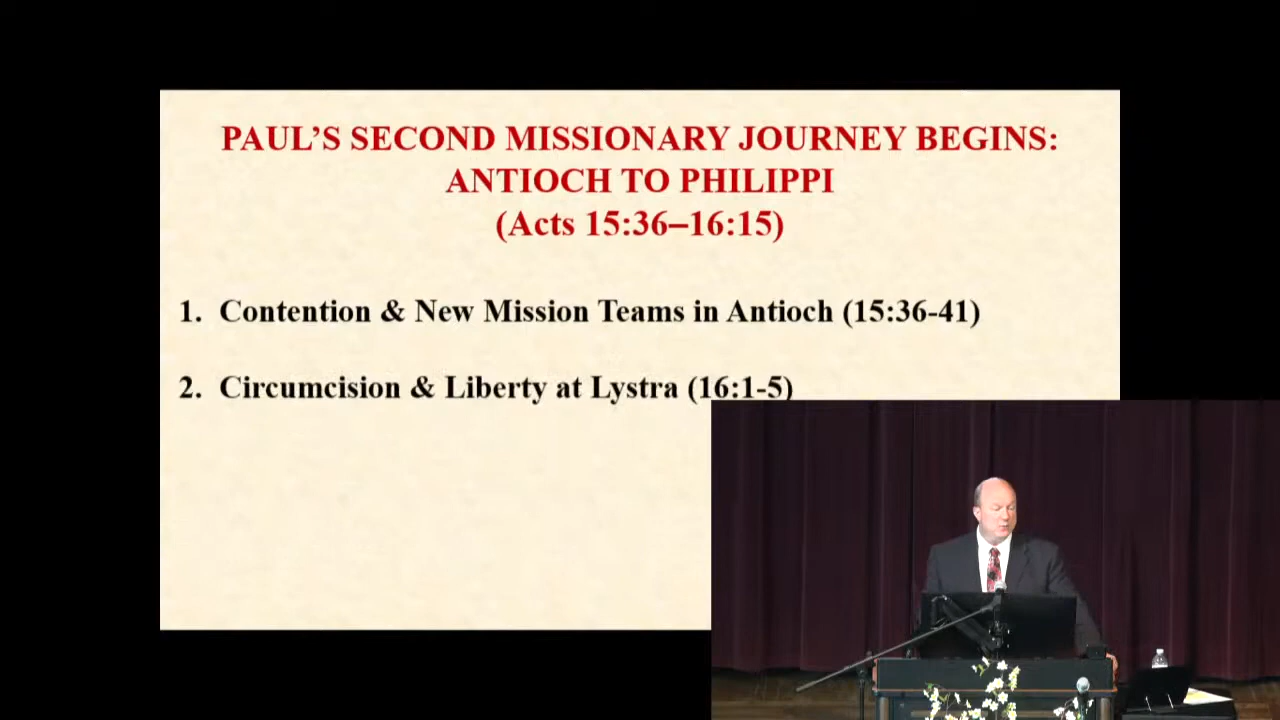 PAUL’S SECOND MISSIONARY JOURNEY BEGINS:
ANTIOCH TO PHILIPPI
(Acts 15:36–16:15)
1. Contention & New Mission Teams in Antioch (15:36-41)
2. Circumcision & Liberty at Lystra (16:1-5)